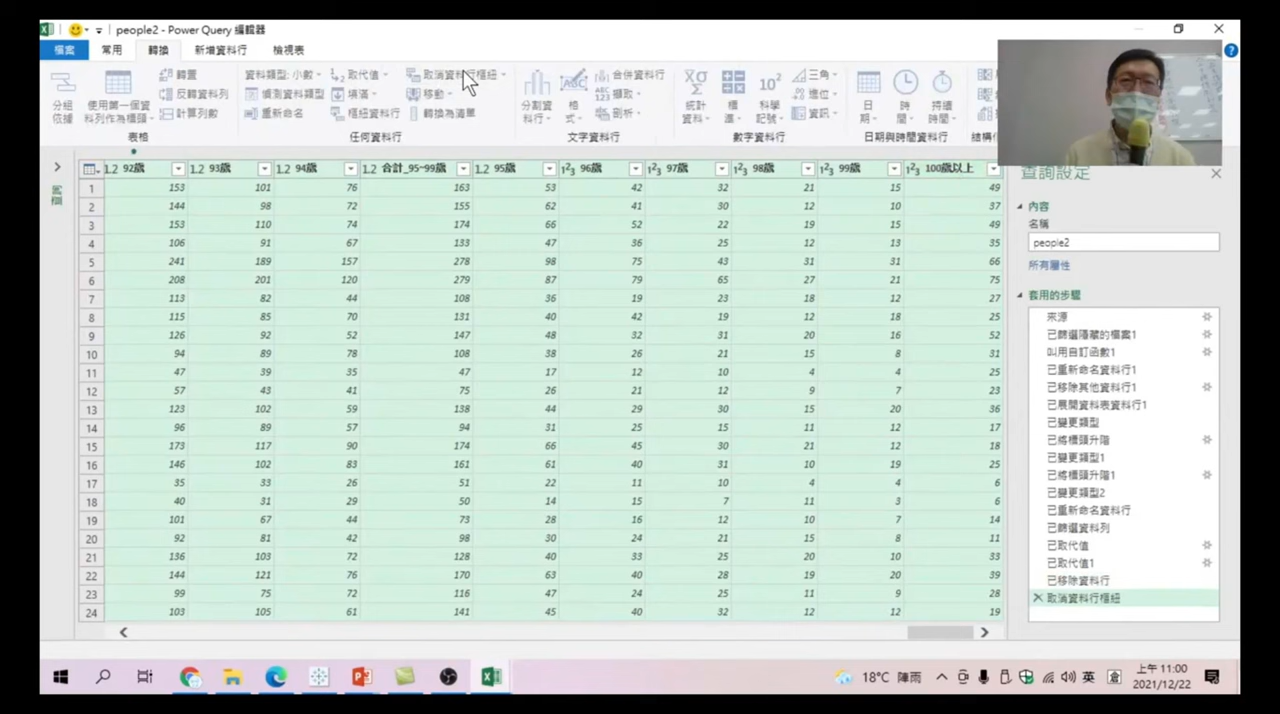 people2 - Power Query 編輯器
檔案 常用 轉換 新增資料行 檢視表
轉置 資料類型: 小數 取代值 取消資料行樞紐 合併資料行 三角
分組依據 使用第一個資料列作為標頭 反轉資料列 偵測資料類型 填滿 移動 分割資料行 格式 擷取 統計資料 標準 科學記號 進位 日期 時間 持續時間
計算列數 重新命名 樞紐資料行 轉換為清單 剖析 資訊
表格 任何資料行 文字資料行 數字資料行 日期與時間資料行
1.2 92歲 1.2 93歲 1.2 94歲 1.2 合計_95~99歲 1.2 95歲 1²3 96歲 1²3 97歲 1²3 98歲 1²3 99歲 1²3 100歲以上
1 153 101 76 163 53 42 32 21 15 49
2 144 98 72 155 62 41 30 12 10 37
3 153 110 74 174 66 52 22 19 15 49
4 106 91 67 133 47 36 25 12 13 35
5 241 189 157 278 98 75 43 31 31 66
6 208 201 120 279 87 79 65 27 21 75
7 113 82 44 108 36 19 23 18 12 27
8 115 85 70 131 40 42 19 12 18 25
9 126 92 52 147 48 32 31 20 16 52
10 94 89 78 108 38 26 21 15 8 31
11 47 39 35 47 17 12 10 4 4 25
12 57 43 41 75 26 21 12 9 7 23
13 123 102 59 138 44 29 30 15 20 36
14 96 89 57 94 31 25 15 11 12 17
15 173 117 90 174 66 45 30 21 12 18
16 146 102 83 161 61 40 31 10 19 25
17 35 33 26 51 22 11 10 4 4 6
18 40 31 29 50 14 15 7 11 3 6
19 101 67 44 73 28 16 12 10 7 14
20 92 81 42 98 30 24 21 15 8 11
21 136 103 72 128 40 33 25 20 10 33
22 144 121 76 170 63 40 28 19 20 39
23 99 75 72 116 47 24 25 11 9 28
24 103 105 61 141 45 40 32 12 12 19
查詢
查詢設定
內容
名稱
people2
所有屬性
套用的步驟
來源
已篩選隱藏的檔案1
叫用自訂函數1
已重新命名資料行1
已移除其他資料行1
已展開資料表資料行1
已變更類型
已將標頭升階
已變更類型1
已將標頭升階1
已變更類型2
已重新命名資料行
已篩選資料列
已取代值
已取代值1
已移除資料行
取消資料行樞紐
18°C 陣雨 英 上午 11:00
2021/12/22